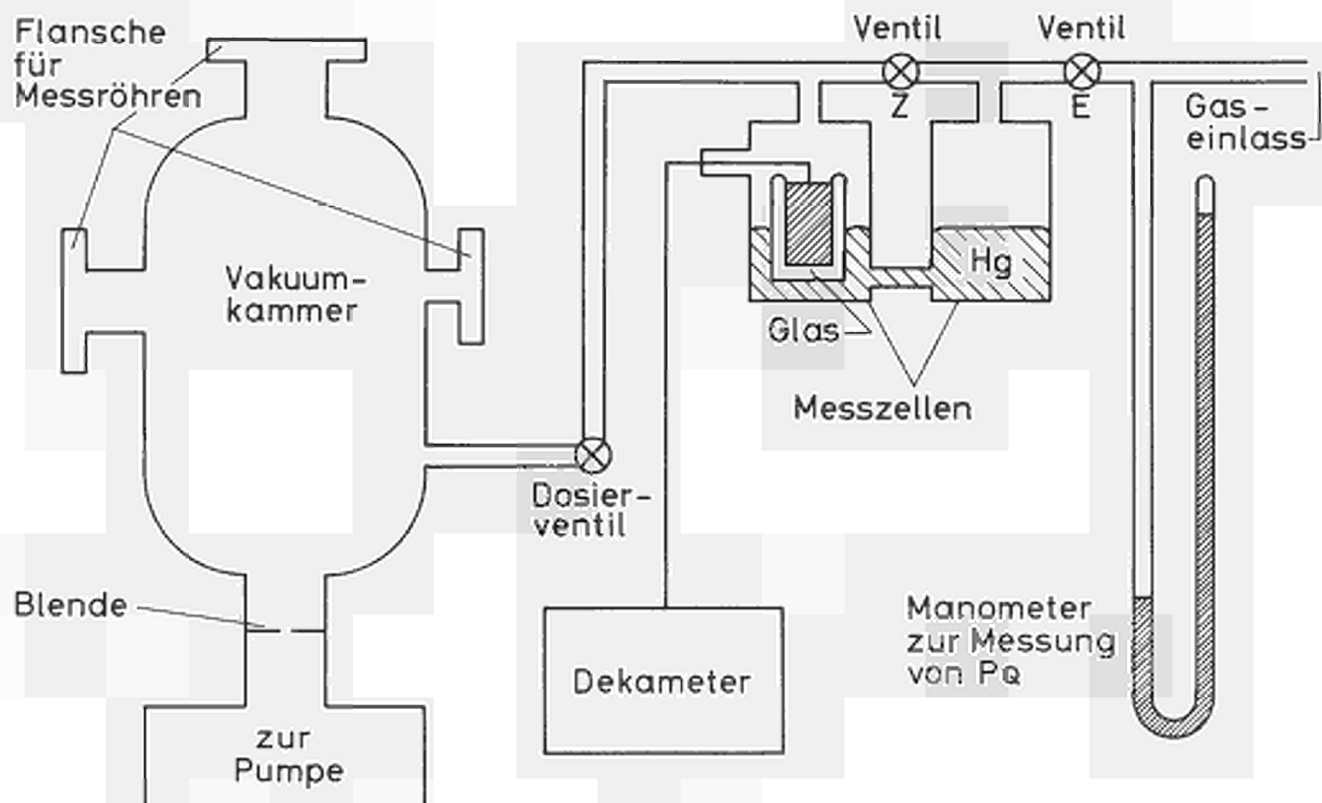 Flansche
für
Messröhren
Ventil
Ventil
Z
E
Gas-
einlass
Vakuum-
kammer
Hg
Glas
Messzellen
Dosier-
ventil
Blende
Manometer
zur Messung
von PQ
Dekameter
zur
Pumpe